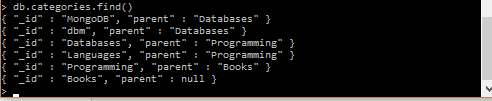 > db.categories.find()
{ "_id" : "MongoDB", "parent" : "Databases" }
{ "_id" : "dbm", "parent" : "Databases" }
{ "_id" : "Databases", "parent" : "Programming" }
{ "_id" : "Languages", "parent" : "Programming" }
{ "_id" : "Programming", "parent" : "Books" }
{ "_id" : "Books", "parent" : null }
>